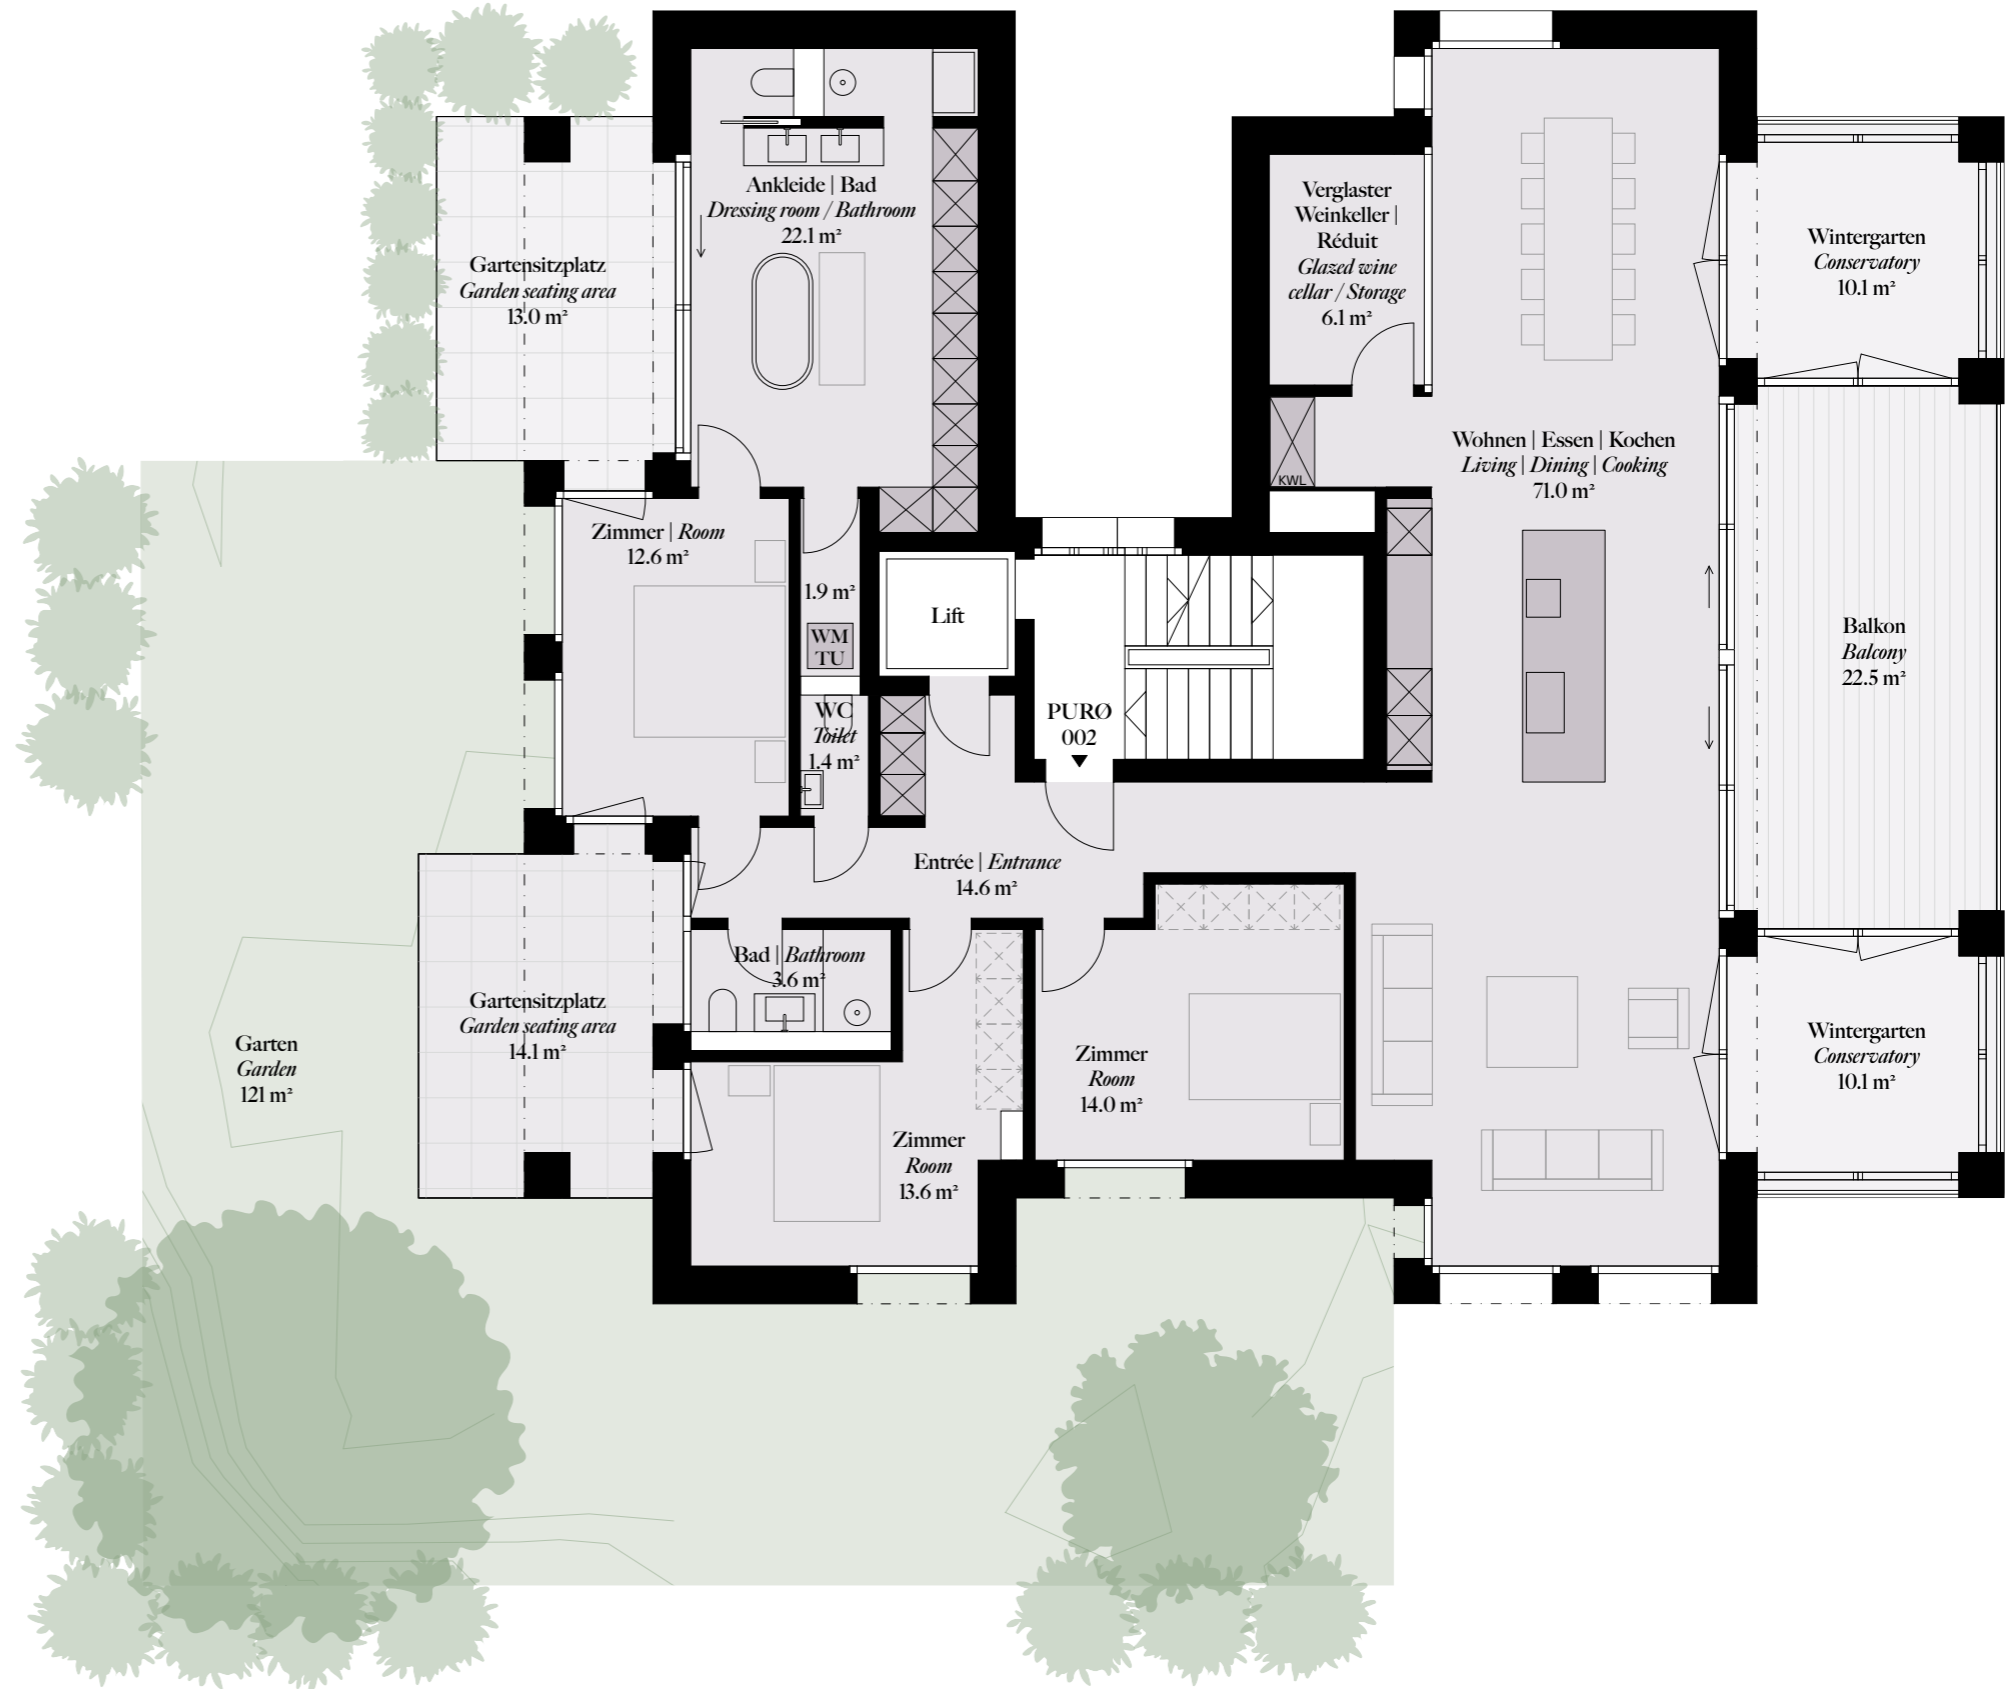 Ankleide | Bad
Dressing room / Bathroom
22.1 m²
Gartensitzplatz
Garden seating area
13.0 m²
Verglaster
Weinkeller |
Réduit
Glazed wine
cellar / Storage
6.1 m²
Wintergarten
Conservatory
10.1 m²
Wohnen | Essen | Kochen
Living | Dining | Cooking
71.0 m²
KWL
Zimmer | Room
12.6 m²
1.9 m²
WM
TU
Lift
WC
Toilet
1.4 m²
PURØ
002
Balkon
Balcony
22.5 m²
Entrée | Entrance
14.6 m²
Bad | Bathroom
3.6 m²
Gartensitzplatz
Garden seating area
14.1 m²
Garten
Garden
121 m²
Zimmer
Room
14.0 m²
Zimmer
Room
13.6 m²
Wintergarten
Conservatory
10.1 m²